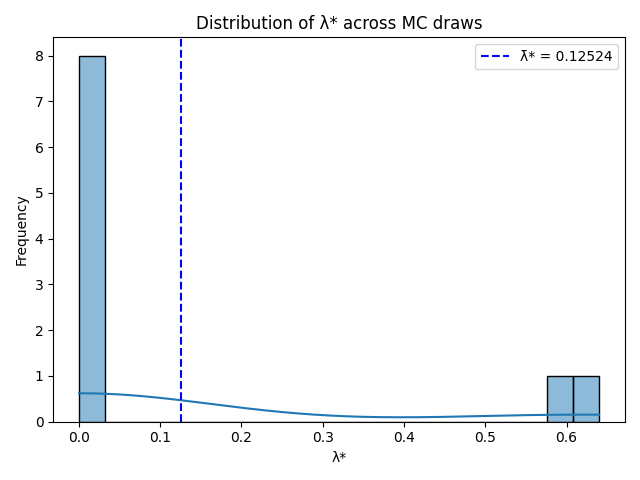 Distribution of λ* across MC draws
λ̄* = 0.12524
8
7
6
5
4
3
2
1
0
Frequency
0.0 0.1 0.2 0.3 0.4 0.5 0.6
λ*